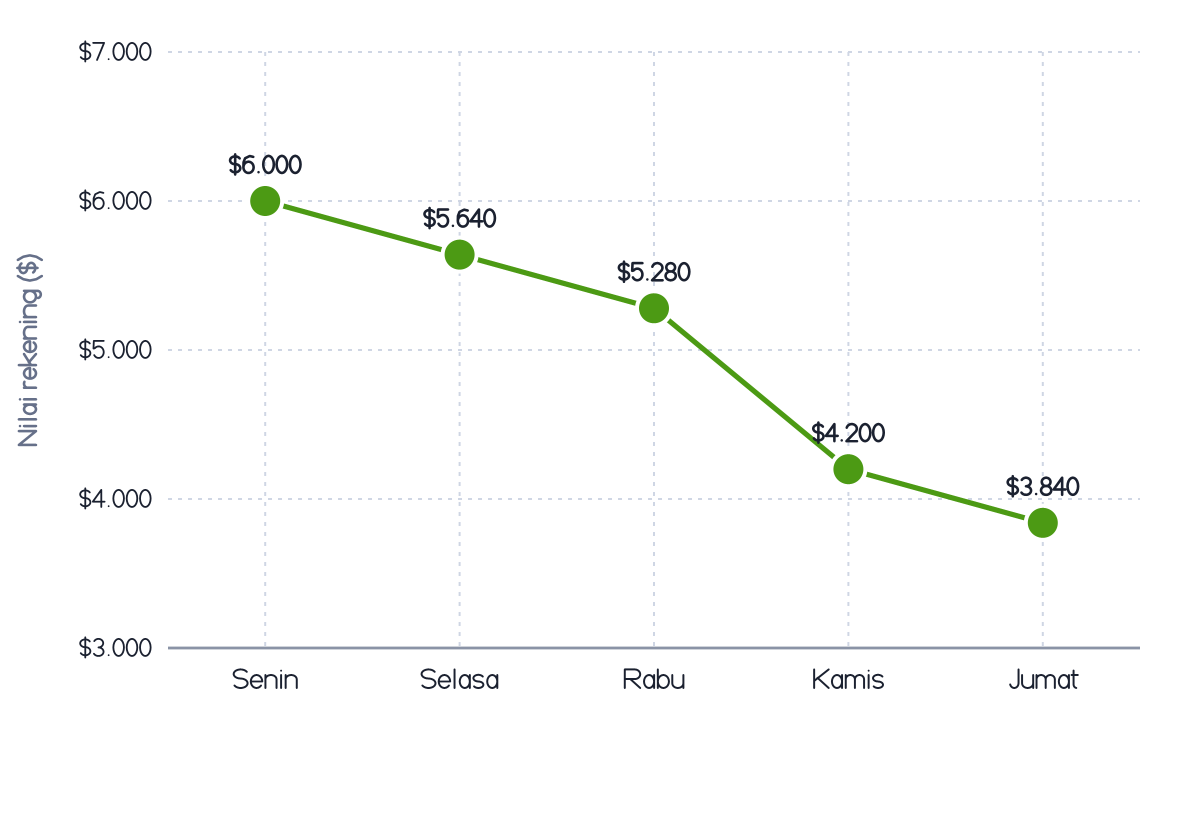 $7.000
$6.000
$5.000
$4.000
$3.000
Nilai rekening ($)
$6.000
$5.640
$5.280
$4.200
$3.840
Senin
Selasa
Rabu
Kamis
Jumat